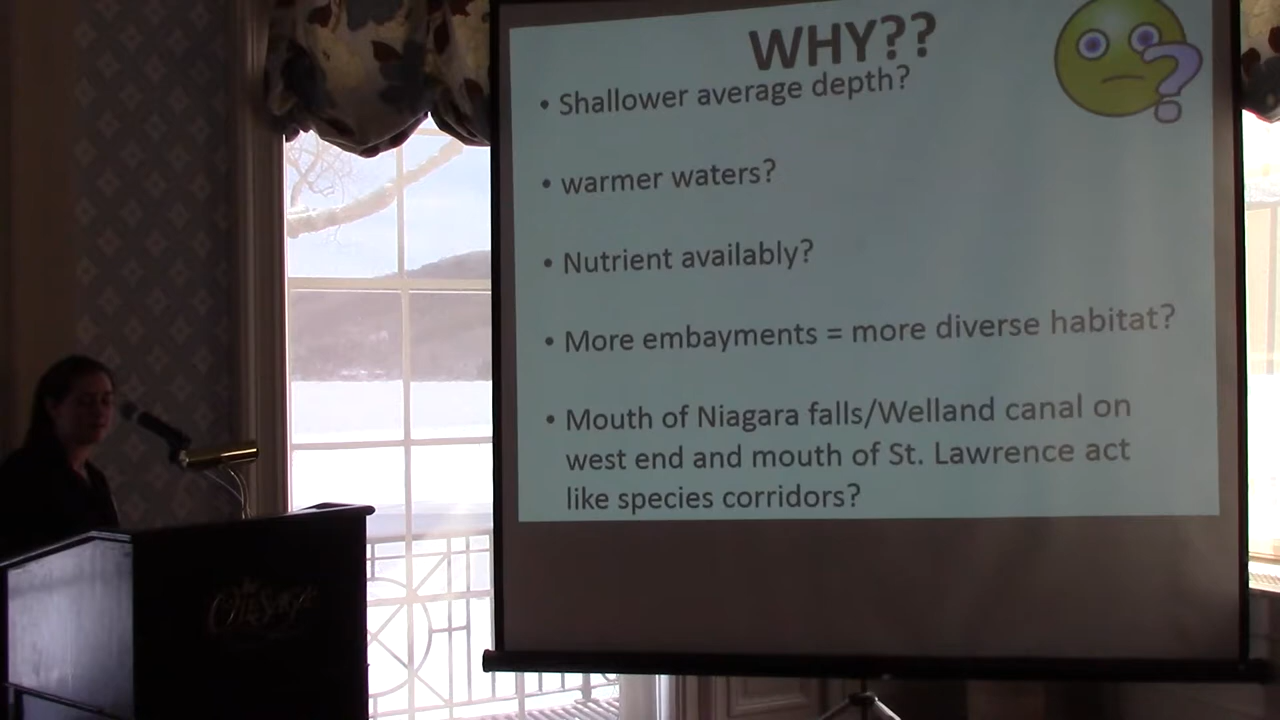 WHY??
• Shallower average depth?
• warmer waters?
• Nutrient availably?
• More embayments = more diverse habitat?
• Mouth of Niagara falls/Welland canal on
west end and mouth of St. Lawrence act
like species corridors?